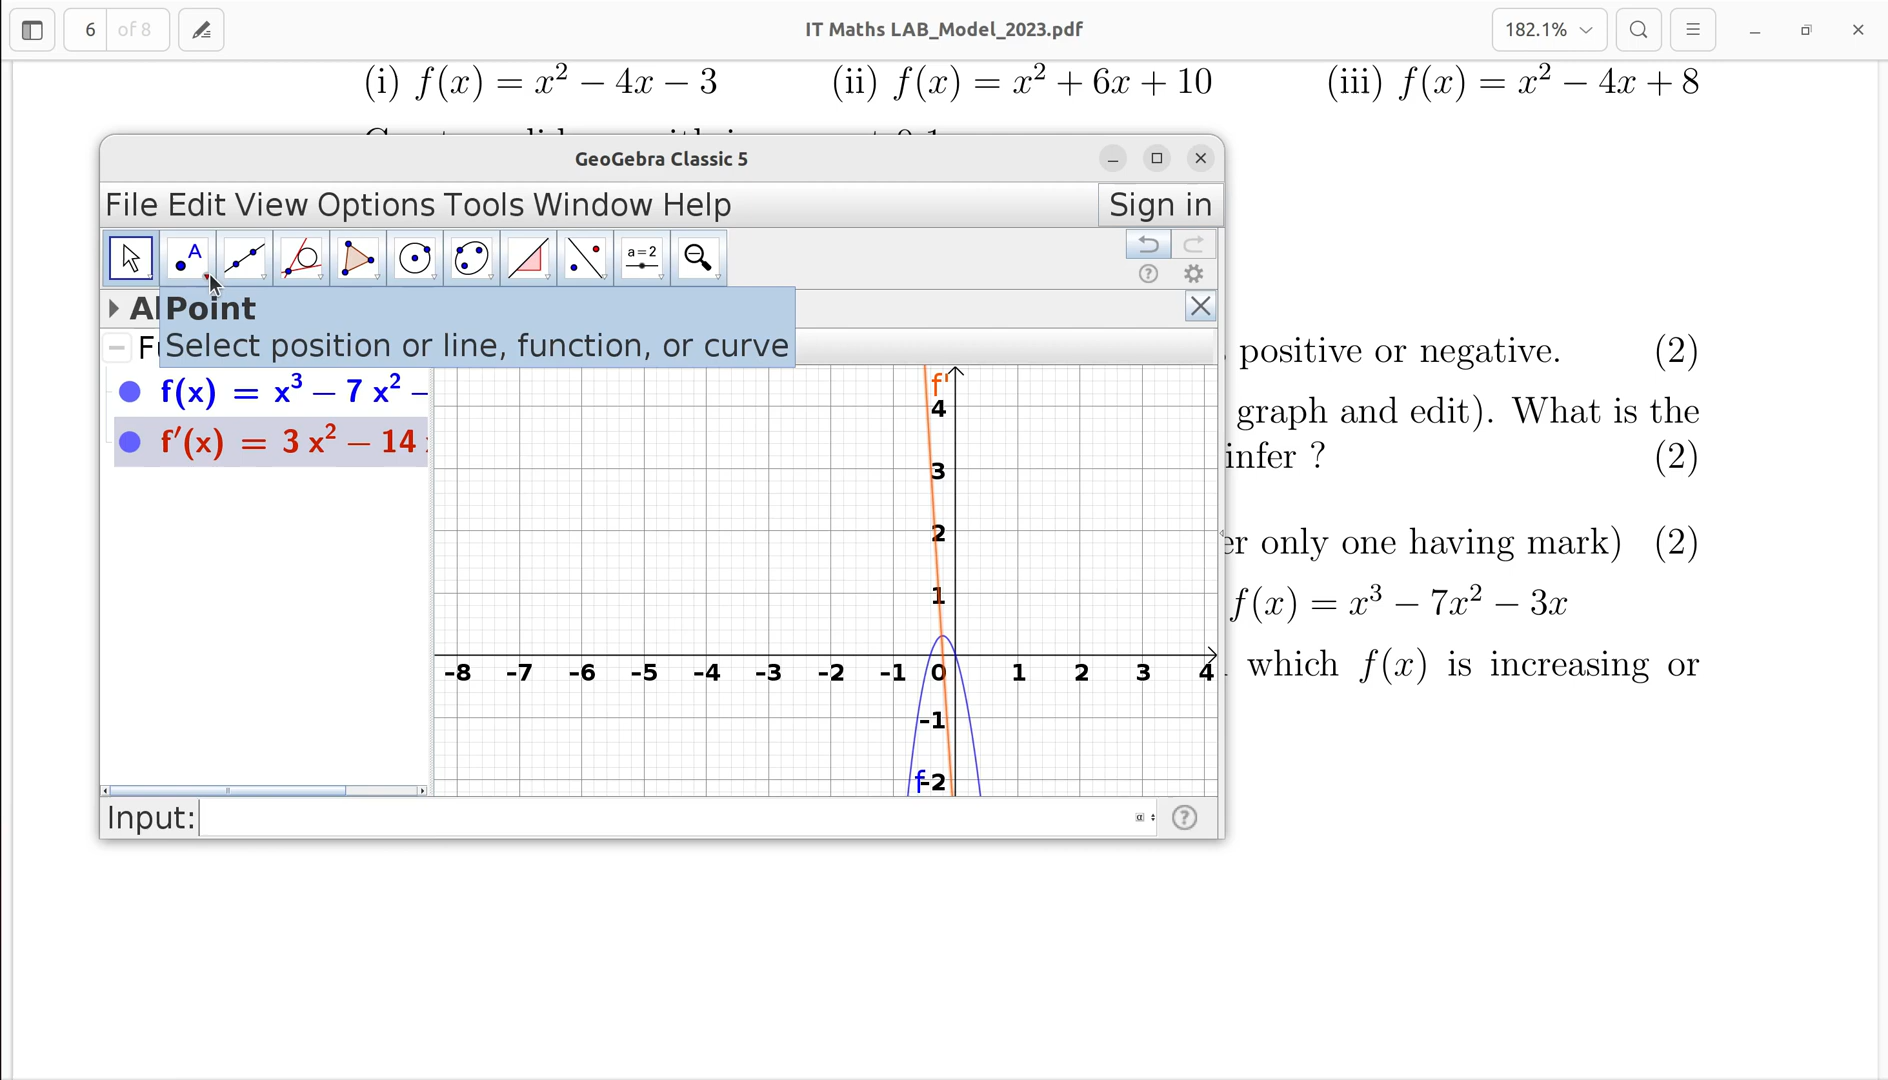 6 of 8
IT Maths LAB_Model_2023.pdf
182.1%
(i) f(x) = x² − 4x − 3 (ii) f(x) = x² + 6x + 10 (iii) f(x) = x² − 4x + 8
GeoGebra Classic 5
File Edit View Options Tools Window Help
Sign in
A
a=2
Point
Select position or line, function, or curve
positive or negative. (2)
f(x) = x³ − 7 x² −
f'(x) = 3 x² − 14
graph and edit). What is the
infer ? (2)
er only one having mark) (2)
f(x) = x³ − 7x² − 3x
which f(x) is increasing or
f'
4
3
2
1
-8 -7 -6 -5 -4 -3 -2 -1 0 1 2 3 4
-1
f
-2
Input:
α